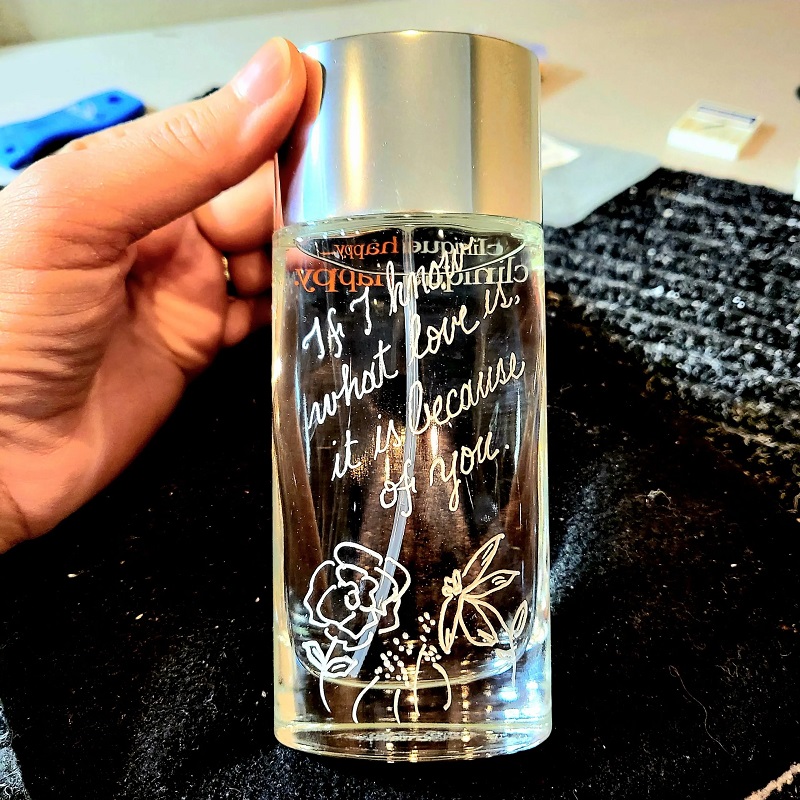 clinique happy.
clinique happy.
If I know
what love is,
it is because
of you.